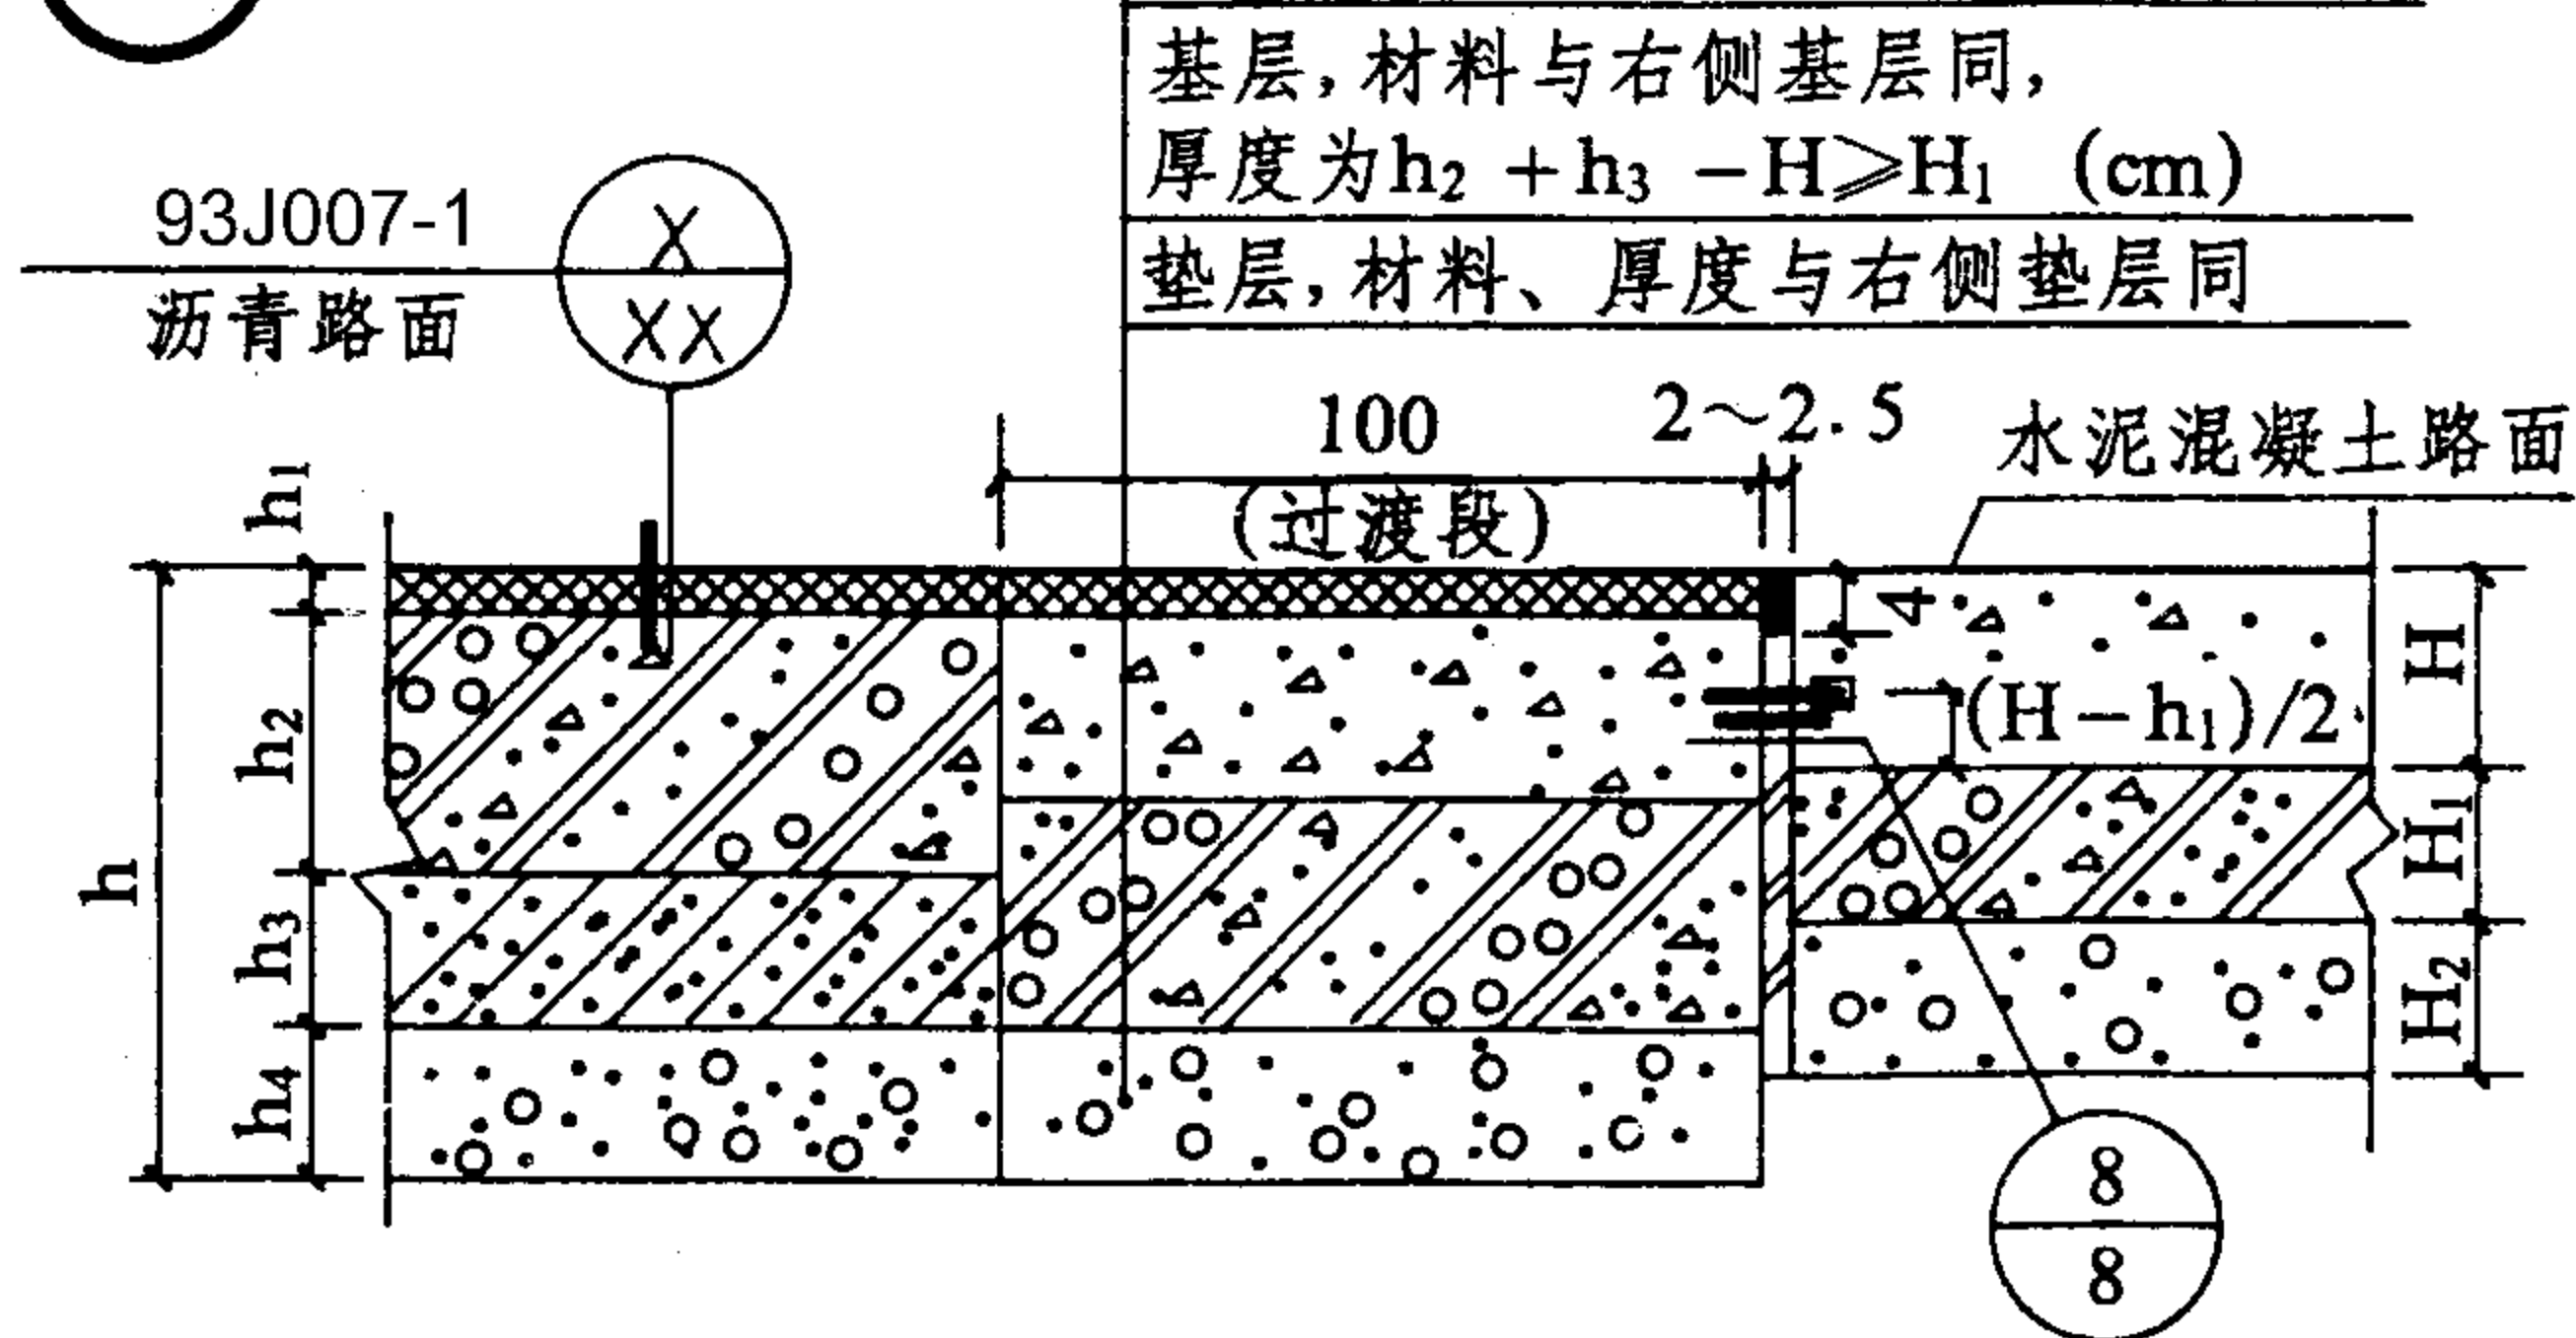 基层,材料与右侧基层同,
厚度为h₂ +h₃ -H⩾H₁ (cm)
垫层,材料、厚度与右侧垫层同
93J007-1
沥青路面
X
XX
100
(过渡段)
2~2.5
水泥混凝土路面
h₁
h₂
h₃
h₄
h
4
(H-h₁)/2
H
H₁
H₂
8
8